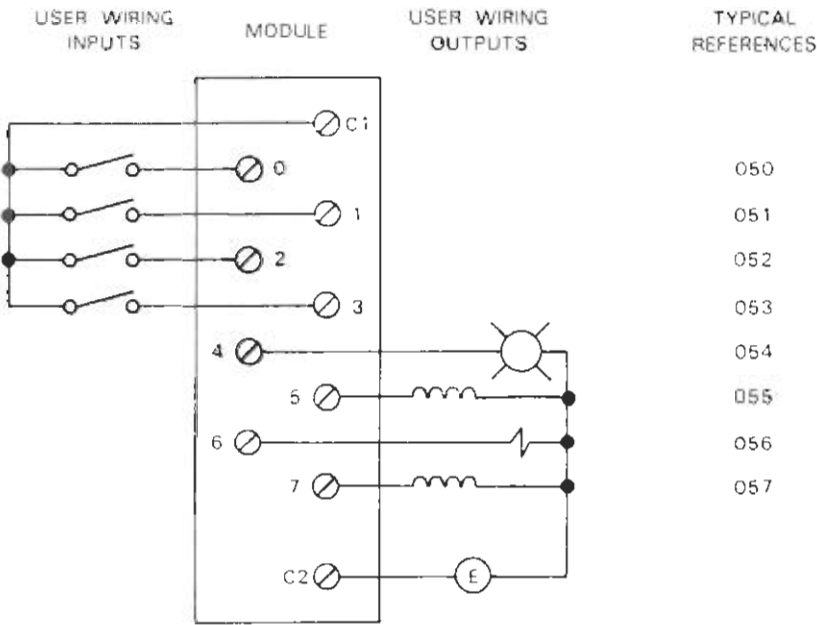 USER WIRING INPUTS
MODULE
USER WIRING OUTPUTS
TYPICAL REFERENCES
C1
0 050
1 051
2 052
3 053
4 054
5 055
6 056
7 057
C2 E